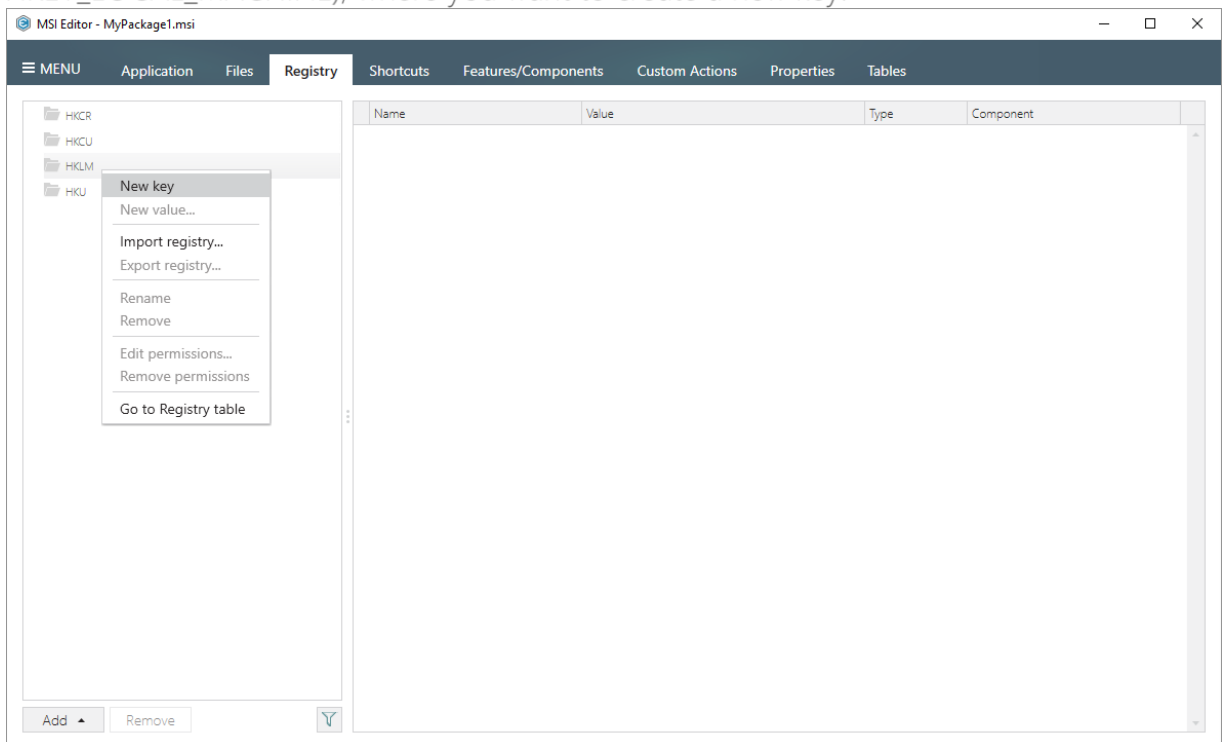 MSI Editor - MyPackage1.msi
MENU Application Files Registry Shortcuts Features/Components Custom Actions Properties Tables
HKCR
HKCU
HKLM
HKU
Name Value Type Component
New key
New value...
Import registry...
Export registry...
Rename
Remove
Edit permissions...
Remove permissions
Go to Registry table
Add Remove